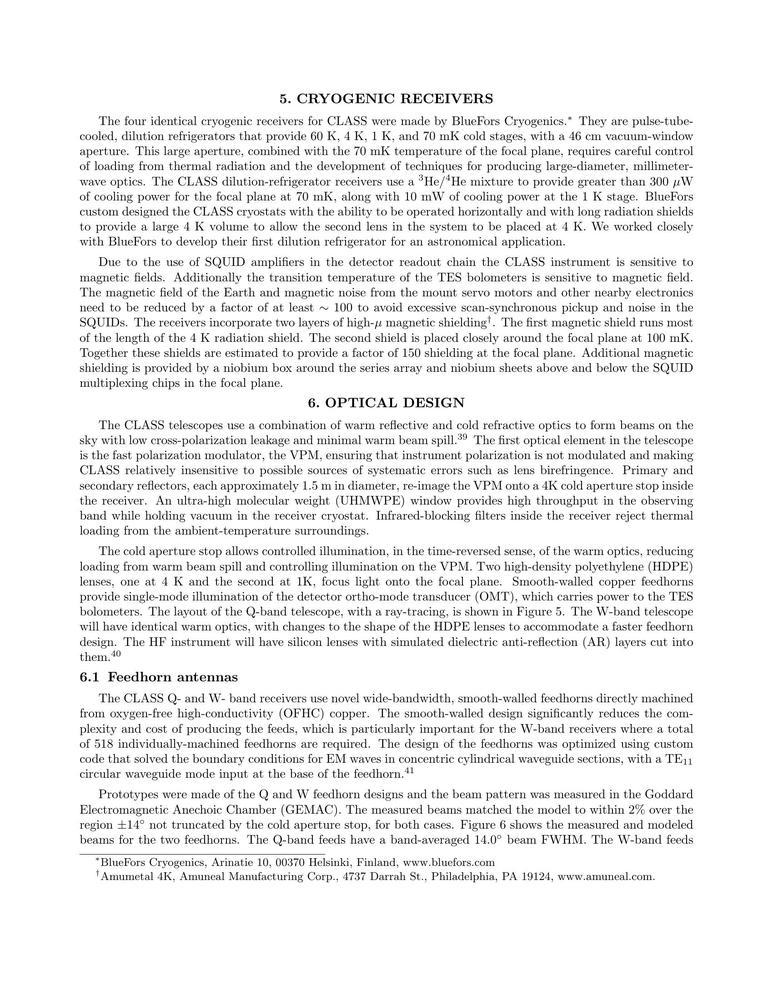 5. CRYOGENIC RECEIVERS
The four identical cryogenic receivers for CLASS were made by BlueFors Cryogenics.* They are pulse-tube-
cooled, dilution refrigerators that provide 60 K, 4 K, 1 K, and 70 mK cold stages, with a 46 cm vacuum-window
aperture. This large aperture, combined with the 70 mK temperature of the focal plane, requires careful control
of loading from thermal radiation and the development of techniques for producing large-diameter, millimeter-
wave optics. The CLASS dilution-refrigerator receivers use a ³He/⁴He mixture to provide greater than 300 μW
of cooling power for the focal plane at 70 mK, along with 10 mW of cooling power at the 1 K stage. BlueFors
custom designed the CLASS cryostats with the ability to be operated horizontally and with long radiation shields
to provide a large 4 K volume to allow the second lens in the system to be placed at 4 K. We worked closely
with BlueFors to develop their first dilution refrigerator for an astronomical application.
Due to the use of SQUID amplifiers in the detector readout chain the CLASS instrument is sensitive to
magnetic fields. Additionally the transition temperature of the TES bolometers is sensitive to magnetic field.
The magnetic field of the Earth and magnetic noise from the mount servo motors and other nearby electronics
need to be reduced by a factor of at least ∼ 100 to avoid excessive scan-synchronous pickup and noise in the
SQUIDs. The receivers incorporate two layers of high-μ magnetic shielding†. The first magnetic shield runs most
of the length of the 4 K radiation shield. The second shield is placed closely around the focal plane at 100 mK.
Together these shields are estimated to provide a factor of 150 shielding at the focal plane. Additional magnetic
shielding is provided by a niobium box around the series array and niobium sheets above and below the SQUID
multiplexing chips in the focal plane.
6. OPTICAL DESIGN
The CLASS telescopes use a combination of warm reflective and cold refractive optics to form beams on the
sky with low cross-polarization leakage and minimal warm beam spill.³⁹ The first optical element in the telescope
is the fast polarization modulator, the VPM, ensuring that instrument polarization is not modulated and making
CLASS relatively insensitive to possible sources of systematic errors such as lens birefringence. Primary and
secondary reflectors, each approximately 1.5 m in diameter, re-image the VPM onto a 4K cold aperture stop inside
the receiver. An ultra-high molecular weight (UHMWPE) window provides high throughput in the observing
band while holding vacuum in the receiver cryostat. Infrared-blocking filters inside the receiver reject thermal
loading from the ambient-temperature surroundings.
The cold aperture stop allows controlled illumination, in the time-reversed sense, of the warm optics, reducing
loading from warm beam spill and controlling illumination on the VPM. Two high-density polyethylene (HDPE)
lenses, one at 4 K and the second at 1K, focus light onto the focal plane. Smooth-walled copper feedhorns
provide single-mode illumination of the detector ortho-mode transducer (OMT), which carries power to the TES
bolometers. The layout of the Q-band telescope, with a ray-tracing, is shown in Figure 5. The W-band telescope
will have identical warm optics, with changes to the shape of the HDPE lenses to accommodate a faster feedhorn
design. The HF instrument will have silicon lenses with simulated dielectric anti-reflection (AR) layers cut into
them.⁴⁰
6.1 Feedhorn antennas
The CLASS Q- and W- band receivers use novel wide-bandwidth, smooth-walled feedhorns directly machined
from oxygen-free high-conductivity (OFHC) copper. The smooth-walled design significantly reduces the com-
plexity and cost of producing the feeds, which is particularly important for the W-band receivers where a total
of 518 individually-machined feedhorns are required. The design of the feedhorns was optimized using custom
code that solved the boundary conditions for EM waves in concentric cylindrical waveguide sections, with a TE₁₁
circular waveguide mode input at the base of the feedhorn.⁴¹
Prototypes were made of the Q and W feedhorn designs and the beam pattern was measured in the Goddard
Electromagnetic Anechoic Chamber (GEMAC). The measured beams matched the model to within 2% over the
region ±14° not truncated by the cold aperture stop, for both cases. Figure 6 shows the measured and modeled
beams for the two feedhorns. The Q-band feeds have a band-averaged 14.0° beam FWHM. The W-band feeds
*BlueFors Cryogenics, Arinatie 10, 00370 Helsinki, Finland, www.bluefors.com
†Amumetal 4K, Amuneal Manufacturing Corp., 4737 Darrah St., Philadelphia, PA 19124, www.amuneal.com.